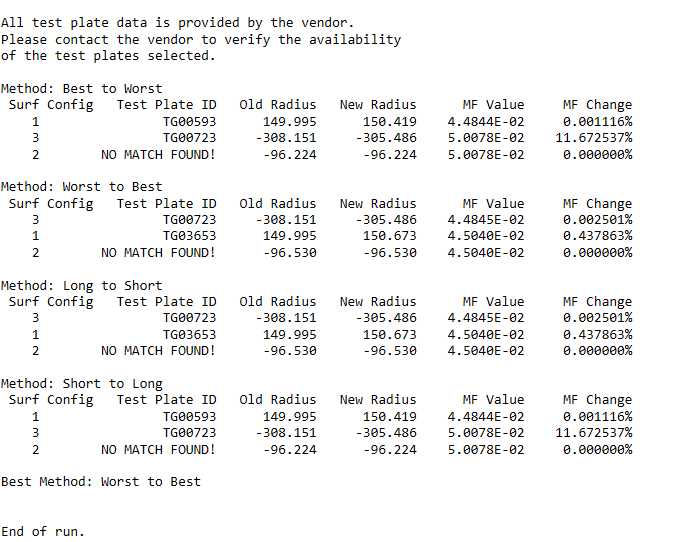 All test plate data is provided by the vendor.
Please contact the vendor to verify the availability
of the test plates selected.
Method: Best to Worst
Surf Config Test Plate ID Old Radius New Radius MF Value MF Change
1 TG00593 149.995 150.419 4.4844E-02 0.001116%
3 TG00723 -308.151 -305.486 5.0078E-02 11.672537%
2 NO MATCH FOUND! -96.224 -96.224 5.0078E-02 0.000000%
Method: Worst to Best
Surf Config Test Plate ID Old Radius New Radius MF Value MF Change
3 TG00723 -308.151 -305.486 4.4845E-02 0.002501%
1 TG03653 149.995 150.673 4.5040E-02 0.437863%
2 NO MATCH FOUND! -96.530 -96.530 4.5040E-02 0.000000%
Method: Long to Short
Surf Config Test Plate ID Old Radius New Radius MF Value MF Change
3 TG00723 -308.151 -305.486 4.4845E-02 0.002501%
1 TG03653 149.995 150.673 4.5040E-02 0.437863%
2 NO MATCH FOUND! -96.530 -96.530 4.5040E-02 0.000000%
Method: Short to Long
Surf Config Test Plate ID Old Radius New Radius MF Value MF Change
1 TG00593 149.995 150.419 4.4844E-02 0.001116%
3 TG00723 -308.151 -305.486 5.0078E-02 11.672537%
2 NO MATCH FOUND! -96.224 -96.224 5.0078E-02 0.000000%
Best Method: Worst to Best
End of run.